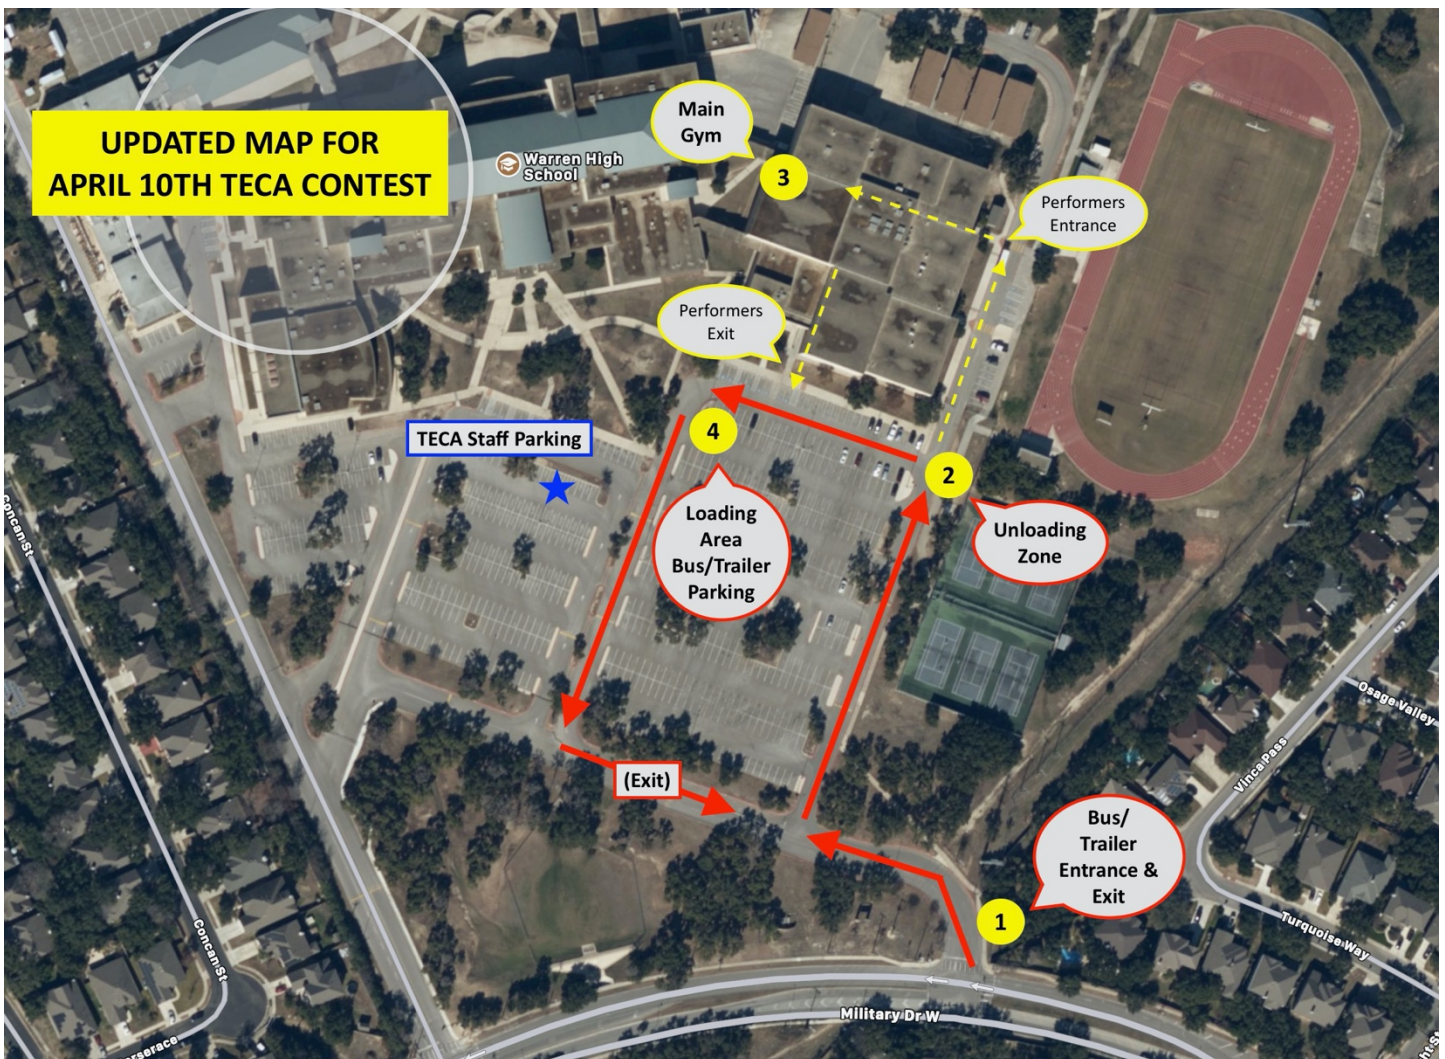 UPDATED MAP FOR
APRIL 10TH TECA CONTEST
Warren High
School
Main
Gym
3
Performers
Entrance
Performers
Exit
TECA Staff Parking
4
2
Loading
Area
Bus/Trailer
Parking
Unloading
Zone
Concan St
Osage Valley
Vinca Pass
(Exit)
Bus/
Trailer
Entrance &
Exit
1
Turquoise Way
Concan St
Military Dr W